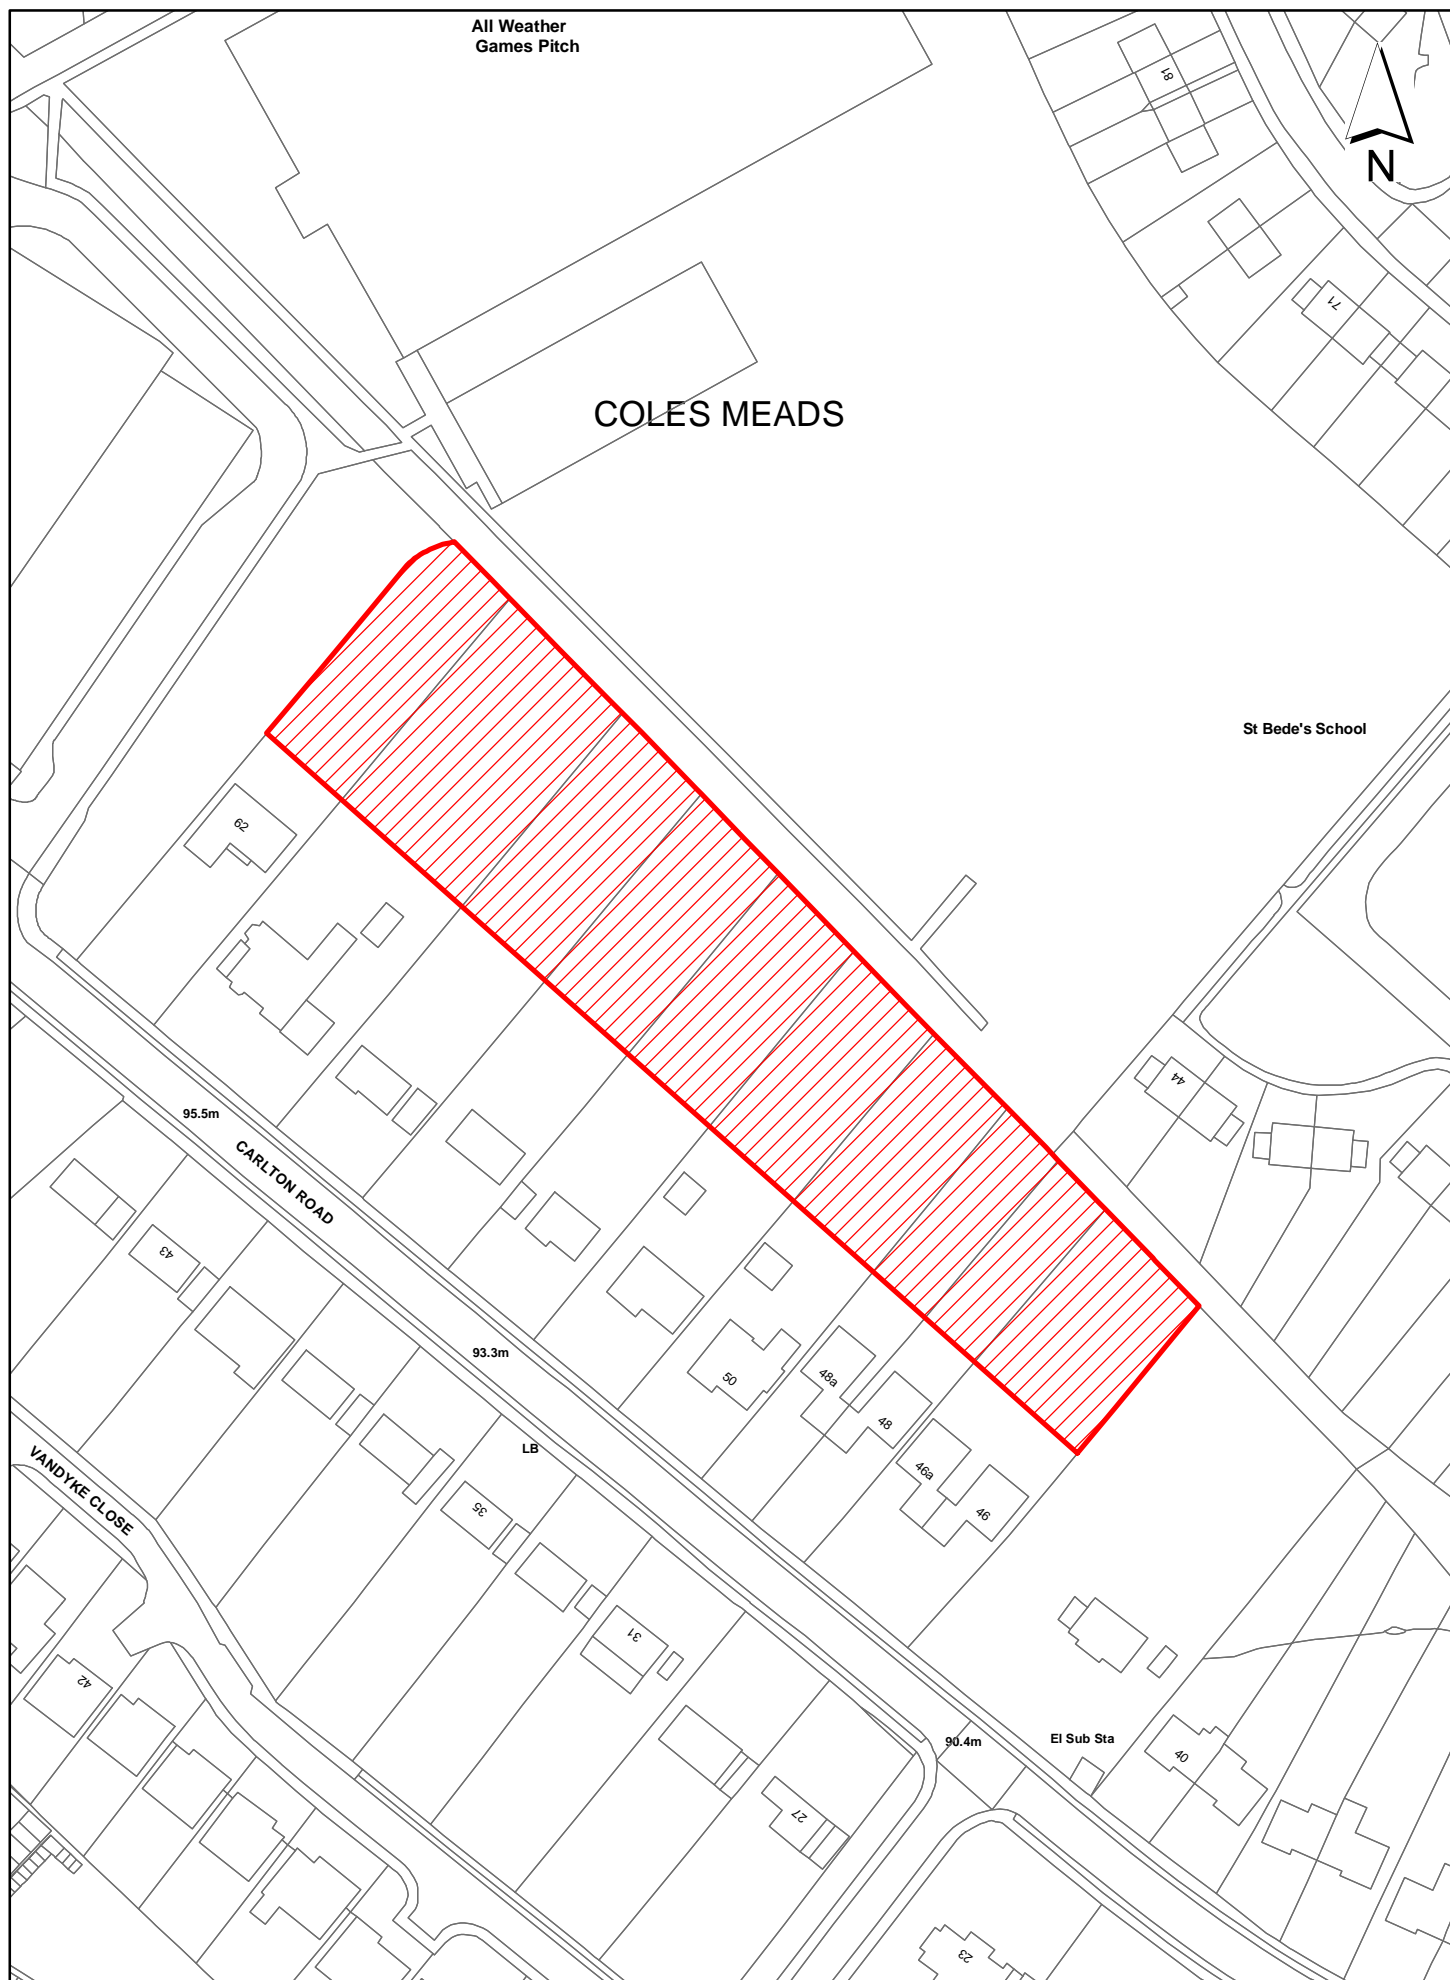 All Weather
Games Pitch
81
N
71
COLES MEADS
St Bede's School
62
44
95.5m
CARLTON ROAD
43
93.3m
50
48a
48
LB
46a
46
VANDYKE CLOSE
35
31
42
El Sub Sta
90.4m
40
27
23